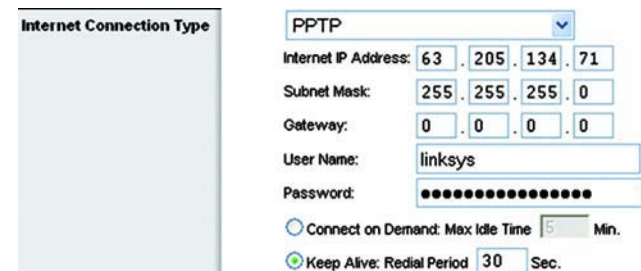 Internet Connection Type PPTP
Internet IP Address: 63 . 205 . 134 . 71
Subnet Mask: 255 . 255 . 255 . 0
Gateway: 0 . 0 . 0 . 0
User Name: linksys
Password: ●●●●●●●●●●●●●●●●
Connect on Demand: Max Idle Time 5 Min.
Keep Alive: Redial Period 30 Sec.